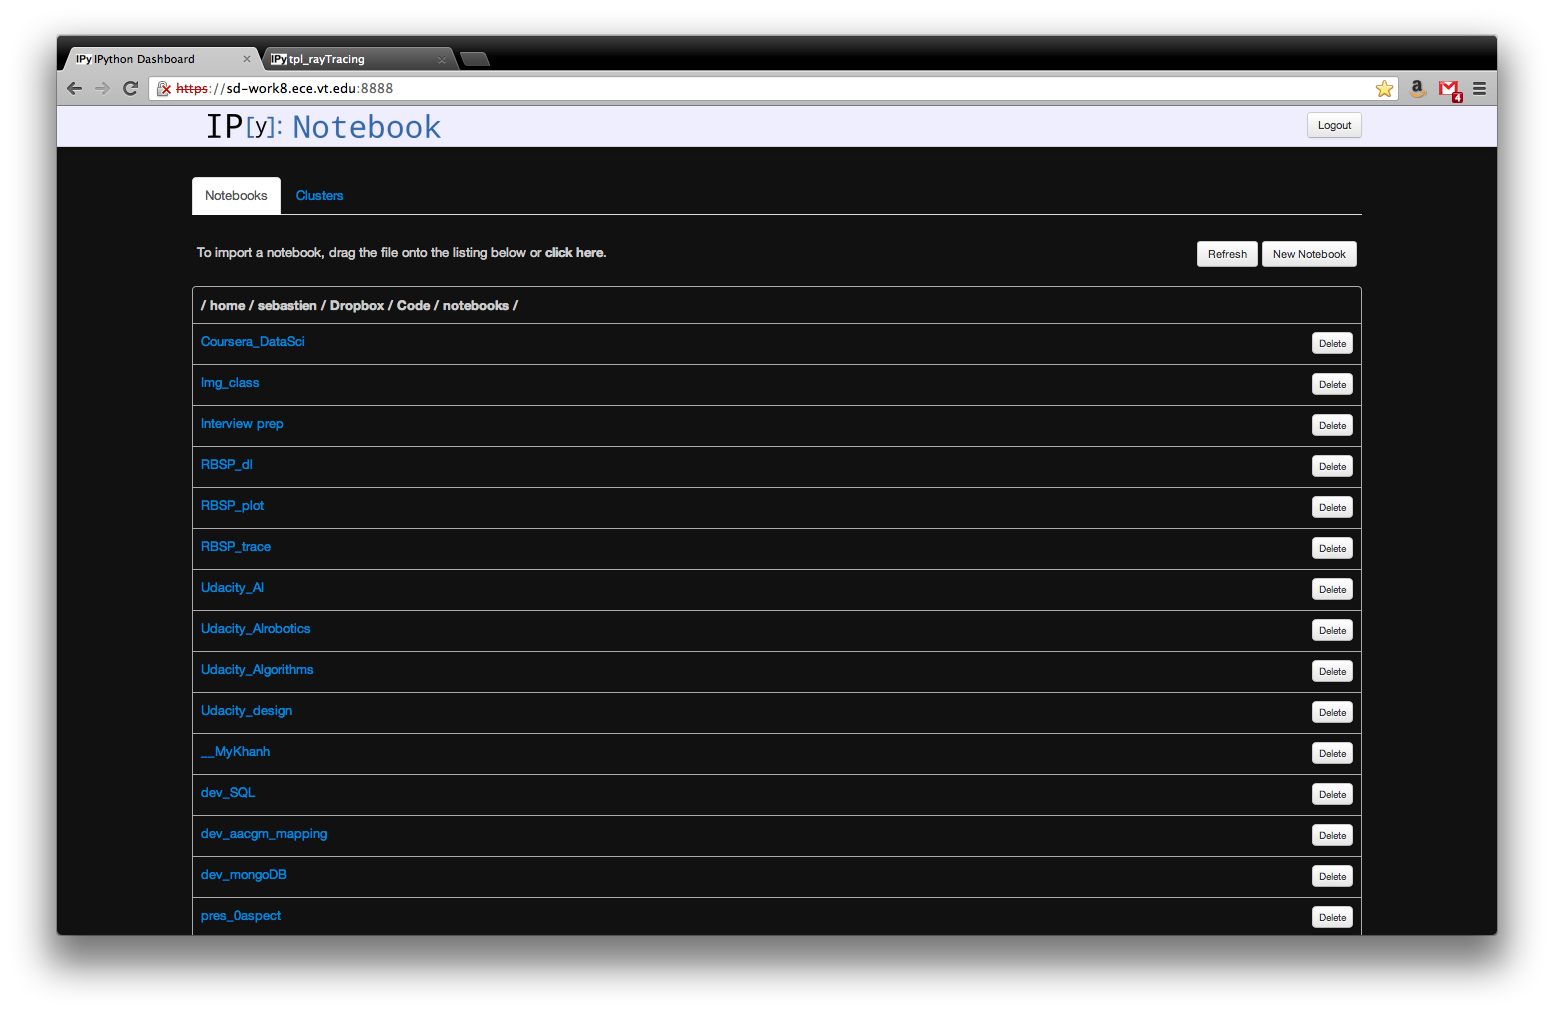 IPy IPython Dashboard
IPy tpl_rayTracing
https://sd-work8.ece.vt.edu:8888
a
4
IP[y]: Notebook
Logout
Notebooks
Clusters
To import a notebook, drag the file onto the listing below or click here.
Refresh
New Notebook
/ home / sebastien / Dropbox / Code / notebooks /
Coursera_DataSci
Delete
Img_class
Delete
Interview prep
Delete
RBSP_dl
Delete
RBSP_plot
Delete
RBSP_trace
Delete
Udacity_AI
Delete
Udacity_AIrobotics
Delete
Udacity_Algorithms
Delete
Udacity_design
Delete
__MyKhanh
Delete
dev_SQL
Delete
dev_aacgm_mapping
Delete
dev_mongoDB
Delete
pres_0aspect
Delete